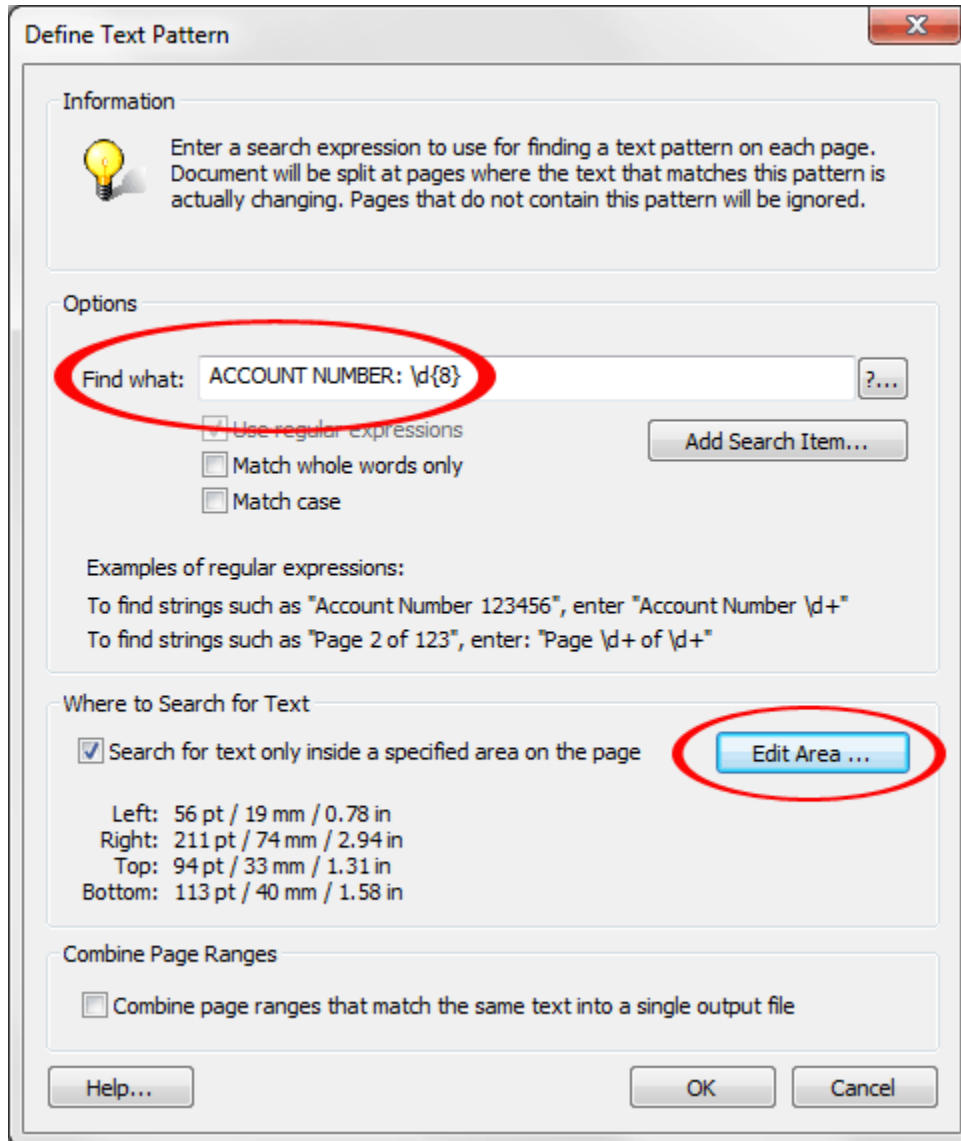 Define Text Pattern
Information
Enter a search expression to use for finding a text pattern on each page.
Document will be split at pages where the text that matches this pattern is
actually changing. Pages that do not contain this pattern will be ignored.
Options
Find what: ACCOUNT NUMBER: \d{8} ?...
Use regular expressions
Add Search Item...
Match whole words only
Match case
Examples of regular expressions:
To find strings such as "Account Number 123456", enter "Account Number \d+"
To find strings such as "Page 2 of 123", enter: "Page \d+ of \d+"
Where to Search for Text
Search for text only inside a specified area on the page Edit Area ...
Left: 56 pt / 19 mm / 0.78 in
Right: 211 pt / 74 mm / 2.94 in
Top: 94 pt / 33 mm / 1.31 in
Bottom: 113 pt / 40 mm / 1.58 in
Combine Page Ranges
Combine page ranges that match the same text into a single output file
Help... OK Cancel